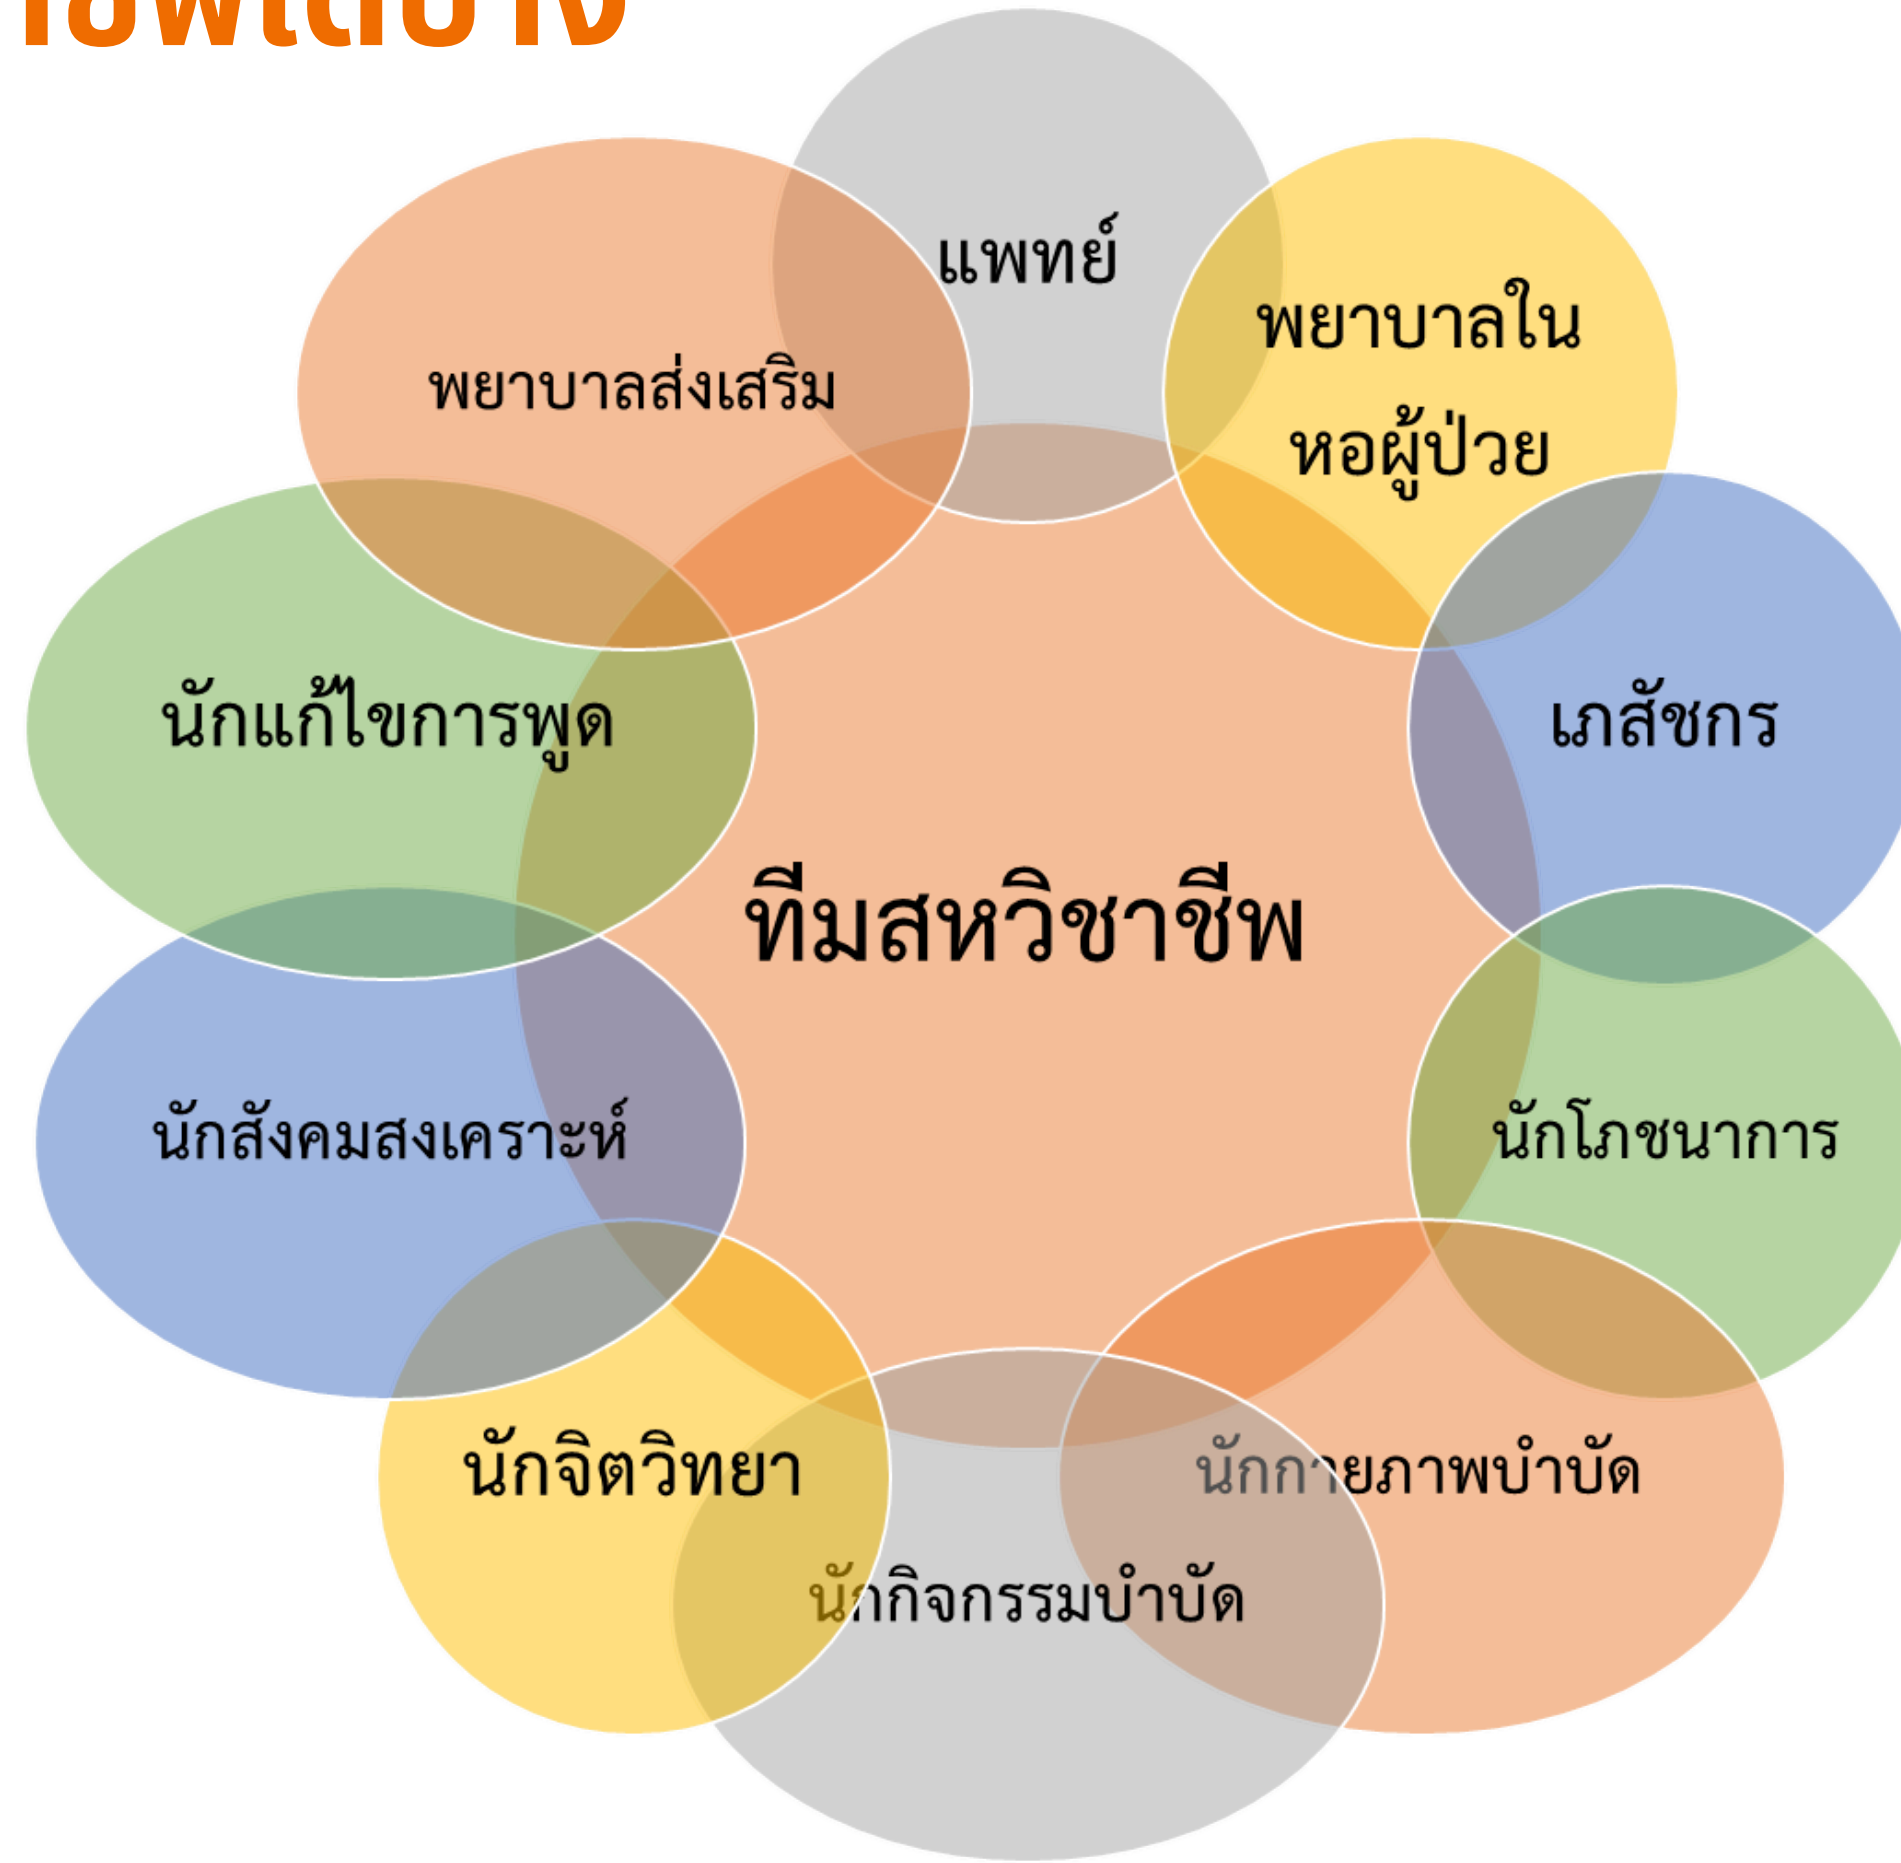 แพทย์
พยาบาลใน
หอผู้ป่วย
พยาบาลส่งเสริม
นักแก้ไขการพูด
เภสัชกร
ทีมสหวิชาชีพ
นักสังคมสงเคราะห์
นักโภชนาการ
นักจิตวิทยา
นักกายภาพบำบัด
นักกิจกรรมบำบัด